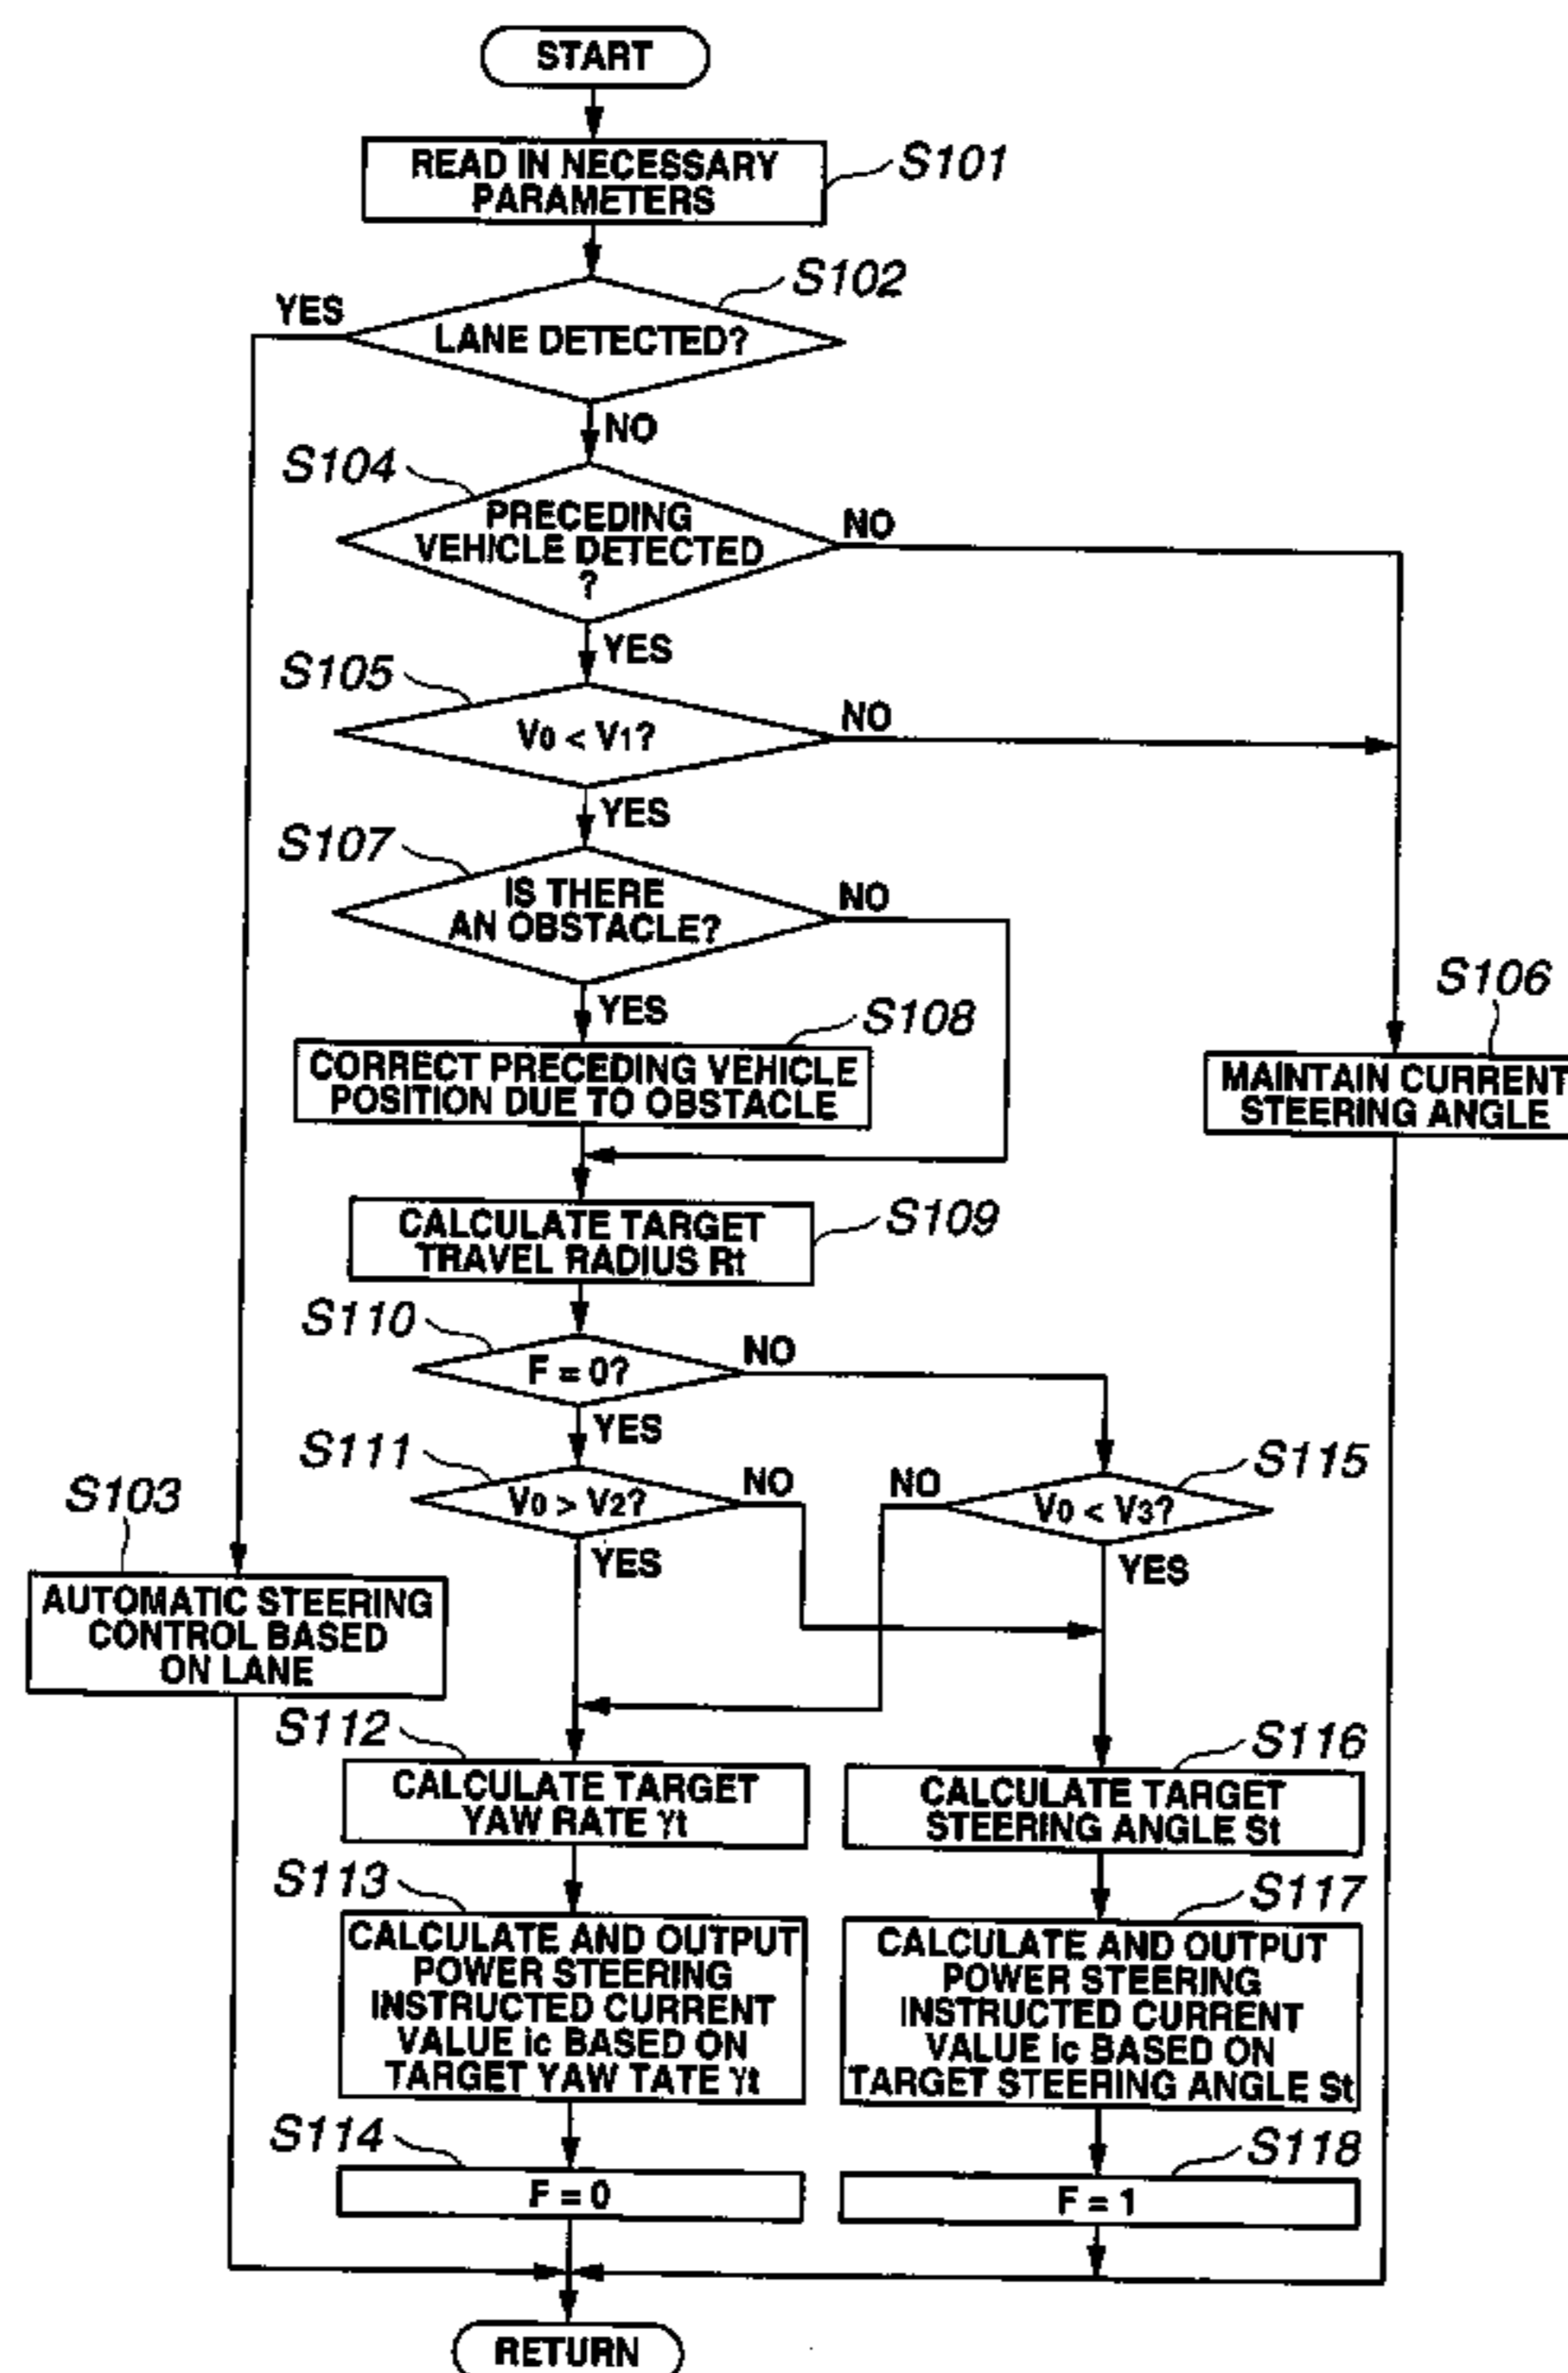 START
READ IN NECESSARY
PARAMETERS
S101
S102
YES
LANE DETECTED?
NO
S104
PRECEDING
VEHICLE DETECTED
?
NO
YES
S105
V0 < V1?
NO
YES
S107
IS THERE
AN OBSTACLE?
NO
YES
S108
CORRECT PRECEDING VEHICLE
POSITION DUE TO OBSTACLE
S106
MAINTAIN CURRENT
STEERING ANGLE
CALCULATE TARGET
TRAVEL RADIUS Rt
S109
S110
F = 0?
NO
YES
S111
V0 > V2?
NO
YES
S115
NO
V0 < V3?
YES
S103
AUTOMATIC STEERING
CONTROL BASED
ON LANE
S112
CALCULATE TARGET
YAW RATE γt
S116
CALCULATE TARGET
STEERING ANGLE St
S113
CALCULATE AND OUTPUT
POWER STEERING
INSTRUCTED CURRENT
VALUE ic BASED ON
TARGET YAW TATE γt
S117
CALCULATE AND OUTPUT
POWER STEERING
INSTRUCTED CURRENT
VALUE ic BASED ON
TARGET STEERING ANGLE St
S114
F = 0
S118
F = 1
RETURN